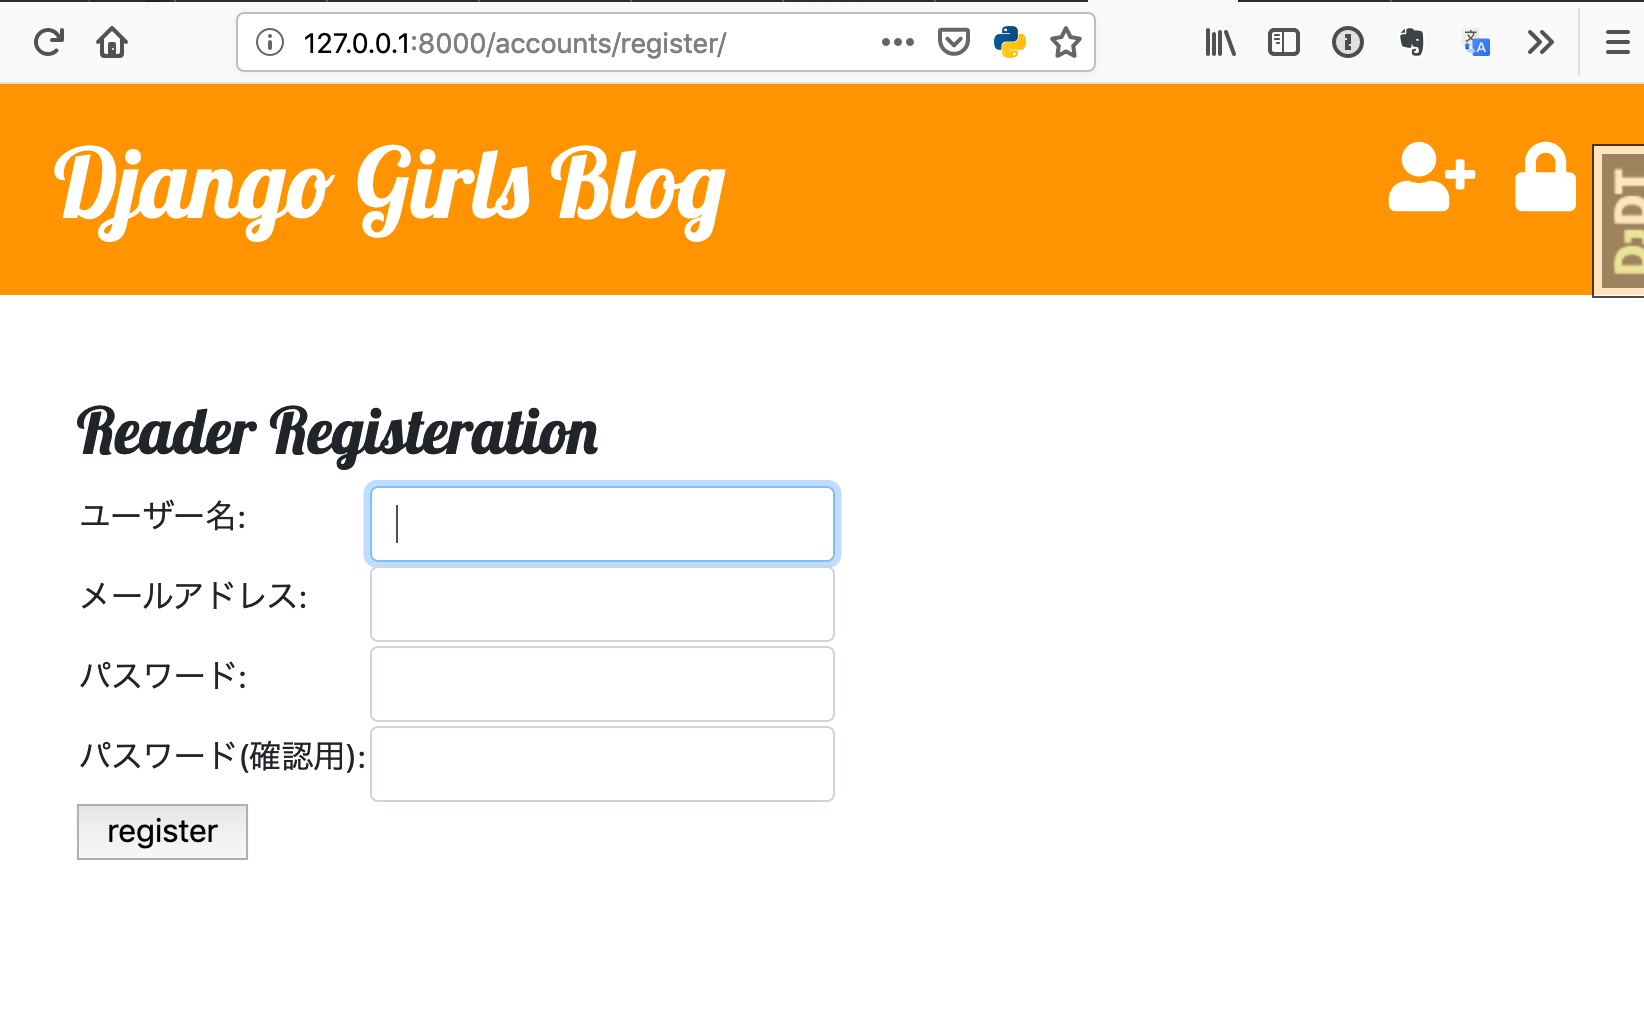 127.0.0.1:8000/accounts/register/
Django Girls Blog
DjDT
Reader Registeration
ユーザー名:
メールアドレス:
パスワード:
パスワード(確認用):
register